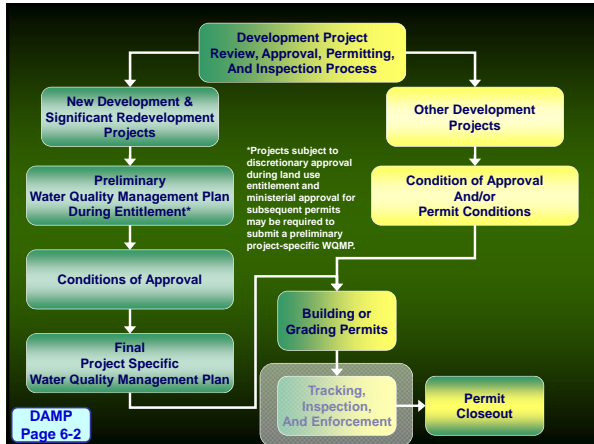 Development Project
Review, Approval, Permitting,
And Inspection Process
New Development &
Significant Redevelopment
Projects
Other Development
Projects
*Projects subject to
discretionary approval
during land use
entitlement and
ministerial approval for
subsequent permits
may be required to
submit a preliminary
project-specific WQMP.
Preliminary
Water Quality Management Plan
During Entitlement*
Condition of Approval
And/or
Permit Conditions
Conditions of Approval
Building or
Grading Permits
Final
Project Specific
Water Quality Management Plan
Tracking,
Inspection,
And Enforcement
Permit
Closeout
DAMP
Page 6-2